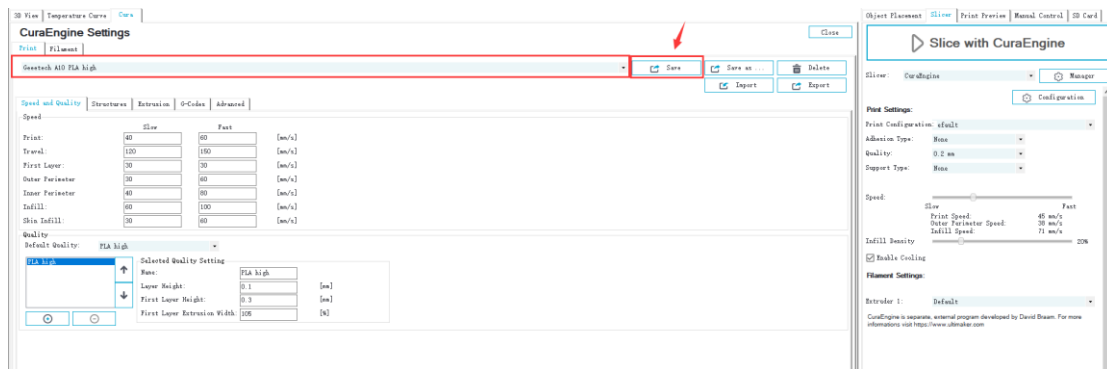 3D View Temperature Curve Cura
CuraEngine Settings
Close
Print Filament
Geeetech A10 PLA high
Save
Save as ...
Delete
Import
Export
Speed and Quality Structures Extrusion G-Codes Advanced
Speed
Slow Fast
Print: 40 60 [mm/s]
Travel: 120 150 [mm/s]
First Layer: 30 30 [mm/s]
Outer Perimeter 30 60 [mm/s]
Inner Perimeter 40 80 [mm/s]
Infill: 60 100 [mm/s]
Skin Infill: 30 60 [mm/s]
Quality
Default Quality: PLA high
PLA high
Selected Quality Setting
Name: PLA high
Layer Height: 0.1 [mm]
First Layer Height: 0.3 [mm]
First Layer Extrusion Width: 105 [%]
Object Placement Slicer Print Preview Manual Control SD Card
Slice with CuraEngine
Slicer: CuraEngine
Manager
Configuration
Print Settings:
Print Configuration: efault
Adhesion Type: None
Quality: 0.2 mm
Support Type: None
Speed:
Slow Fast
Print Speed: 45 mm/s
Outer Perimeter Speed: 38 mm/s
Infill Speed: 71 mm/s
Infill Density 20%
Enable Cooling
Filament Settings:
Extruder 1: Default
CuraEngine is separate, external program developed by David Braam. For more
informations visit https://www.ultimaker.com